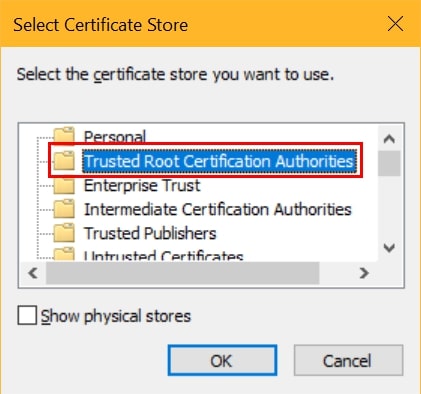 Select Certificate Store
Select the certificate store you want to use.
Personal
Trusted Root Certification Authorities
Enterprise Trust
Intermediate Certification Authorities
Trusted Publishers
Untrusted Certificates
Show physical stores
OK
Cancel